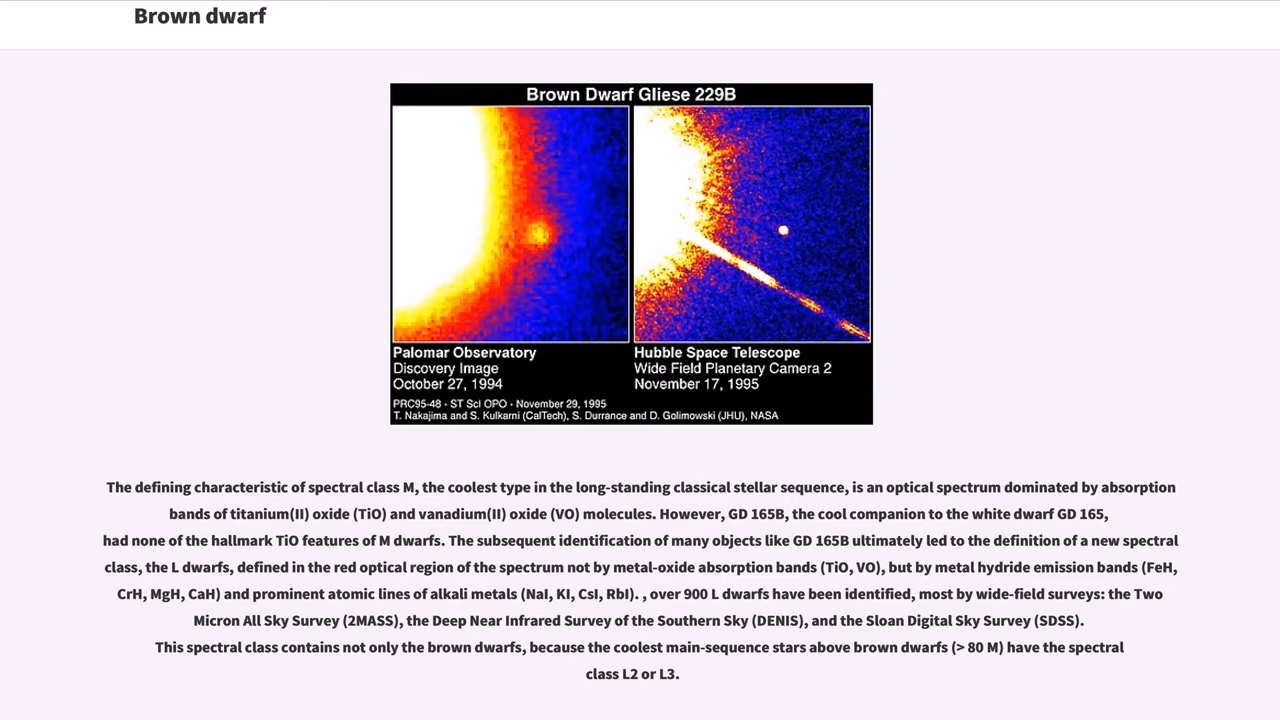 Brown dwarf
Brown Dwarf Gliese 229B
Palomar Observatory
Discovery Image
October 27, 1994
Hubble Space Telescope
Wide Field Planetary Camera 2
November 17, 1995
PRC95-48 · ST ScI OPO · November 29, 1995
T. Nakajima and S. Kulkarni (CalTech), S. Durrance and D. Golimowski (JHU), NASA
The defining characteristic of spectral class M, the coolest type in the long-standing classical stellar sequence, is an optical spectrum dominated by absorption
bands of titanium(II) oxide (TiO) and vanadium(II) oxide (VO) molecules. However, GD 165B, the cool companion to the white dwarf GD 165,
had none of the hallmark TiO features of M dwarfs. The subsequent identification of many objects like GD 165B ultimately led to the definition of a new spectral
class, the L dwarfs, defined in the red optical region of the spectrum not by metal-oxide absorption bands (TiO, VO), but by metal hydride emission bands (FeH,
CrH, MgH, CaH) and prominent atomic lines of alkali metals (NaI, KI, CsI, RbI). , over 900 L dwarfs have been identified, most by wide-field surveys: the Two
Micron All Sky Survey (2MASS), the Deep Near Infrared Survey of the Southern Sky (DENIS), and the Sloan Digital Sky Survey (SDSS).
This spectral class contains not only the brown dwarfs, because the coolest main-sequence stars above brown dwarfs (> 80 M) have the spectral
class L2 or L3.